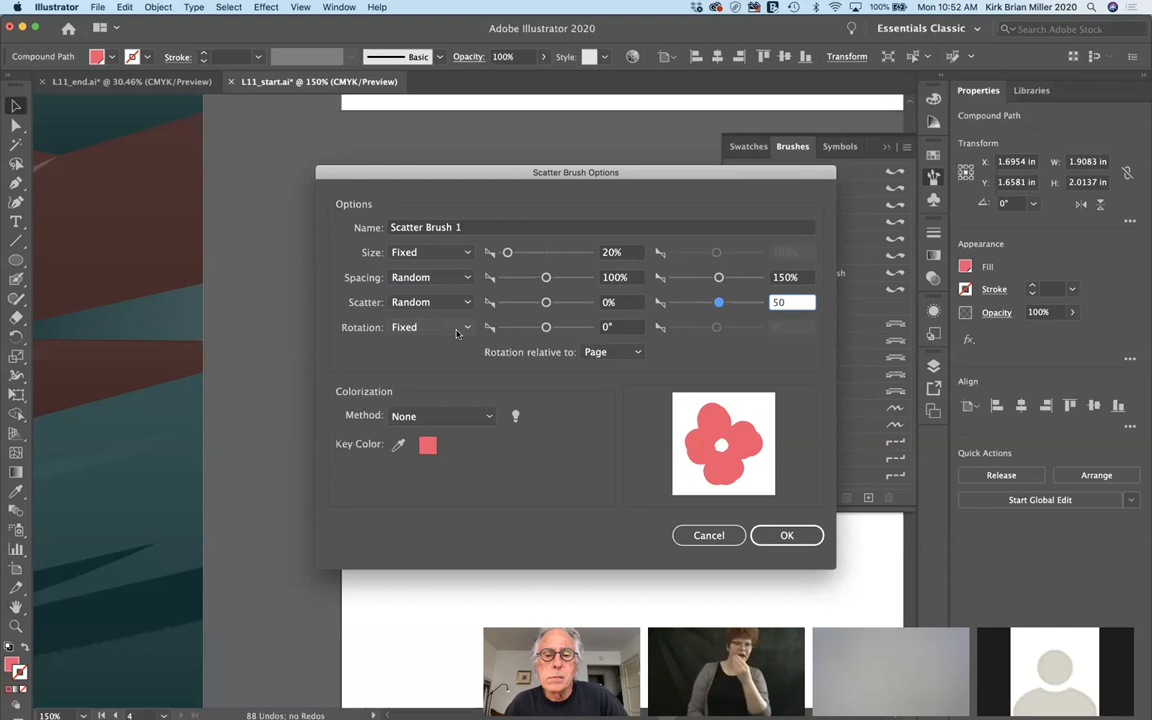 Illustrator File Edit Object Type Select Effect View Window Help 100% Mon 10:52 AM Kirk Brian Miller 2020
Adobe Illustrator 2020 Essentials Classic Search Adobe Stock
Compound Path Stroke: Basic Opacity: 100% Style: Transform
L11_end.ai* @ 30.46% (CMYK/Preview) L11_start.ai* @ 150% (CMYK/Preview)
Properties Libraries
Compound Path
Transform
X: 1.6954 in W: 1.9083 in
Y: 1.6581 in H: 2.0137 in
0°
Appearance
Fill
Stroke
Opacity 100%
fx.
Align
Quick Actions
Release Arrange
Start Global Edit
Swatches Brushes Symbols
Scatter Brush Options
Options
Name: Scatter Brush 1
Size: Fixed 20% 100%
Spacing: Random 100% 150%
Scatter: Random 0% 50
Rotation: Fixed 0° 0°
Rotation relative to: Page
Colorization
Method: None
Key Color:
Cancel OK
150% 4 88 Undos; no Redos